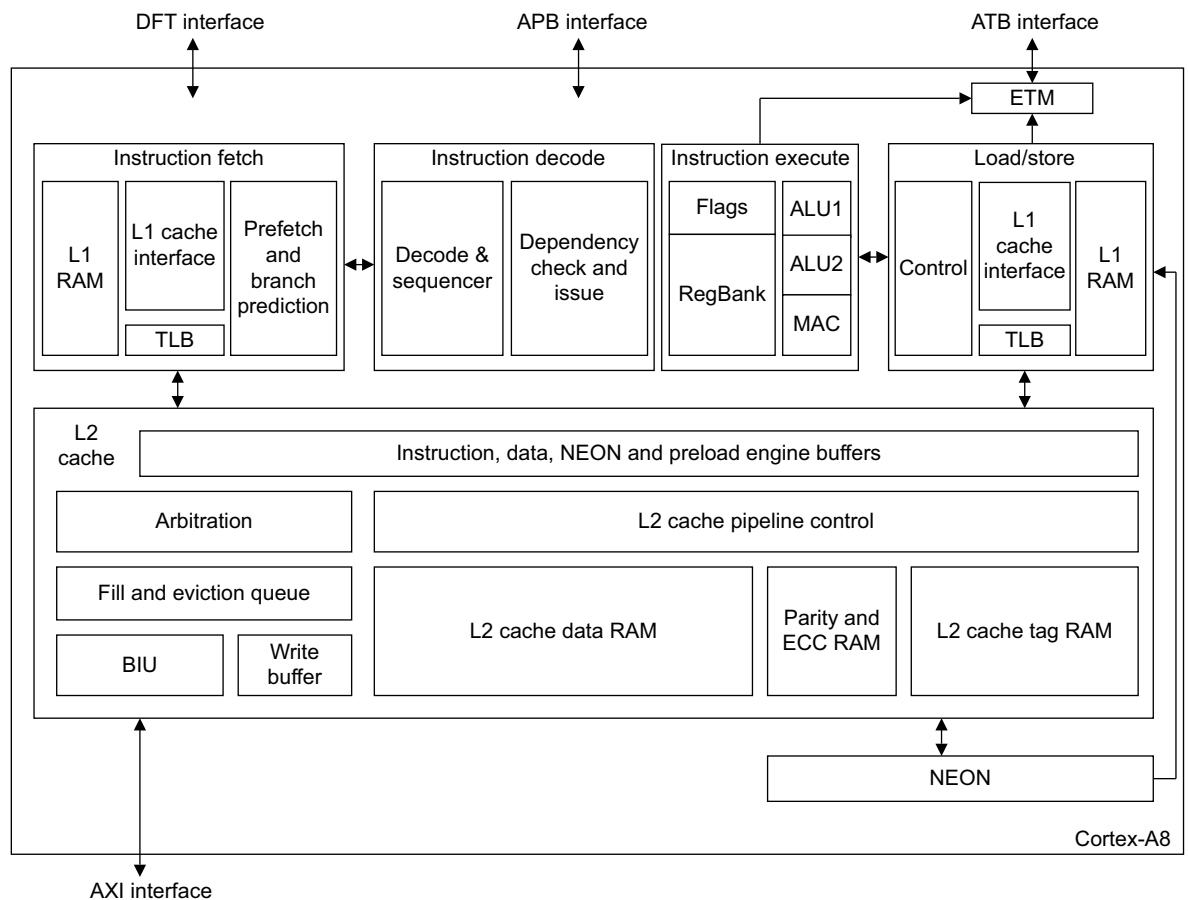 DFT interface
APB interface
ATB interface
ETM
Instruction fetch
L1
RAM
L1 cache
interface
TLB
Prefetch
and
branch
prediction
Instruction decode
Decode &
sequencer
Dependency
check and
issue
Instruction execute
Flags
RegBank
ALU1
ALU2
MAC
Load/store
Control
L1
cache
interface
TLB
L1
RAM
L2
cache
Instruction, data, NEON and preload engine buffers
Arbitration
L2 cache pipeline control
Fill and eviction queue
BIU
Write
buffer
L2 cache data RAM
Parity and
ECC RAM
L2 cache tag RAM
NEON
Cortex-A8
AXI interface